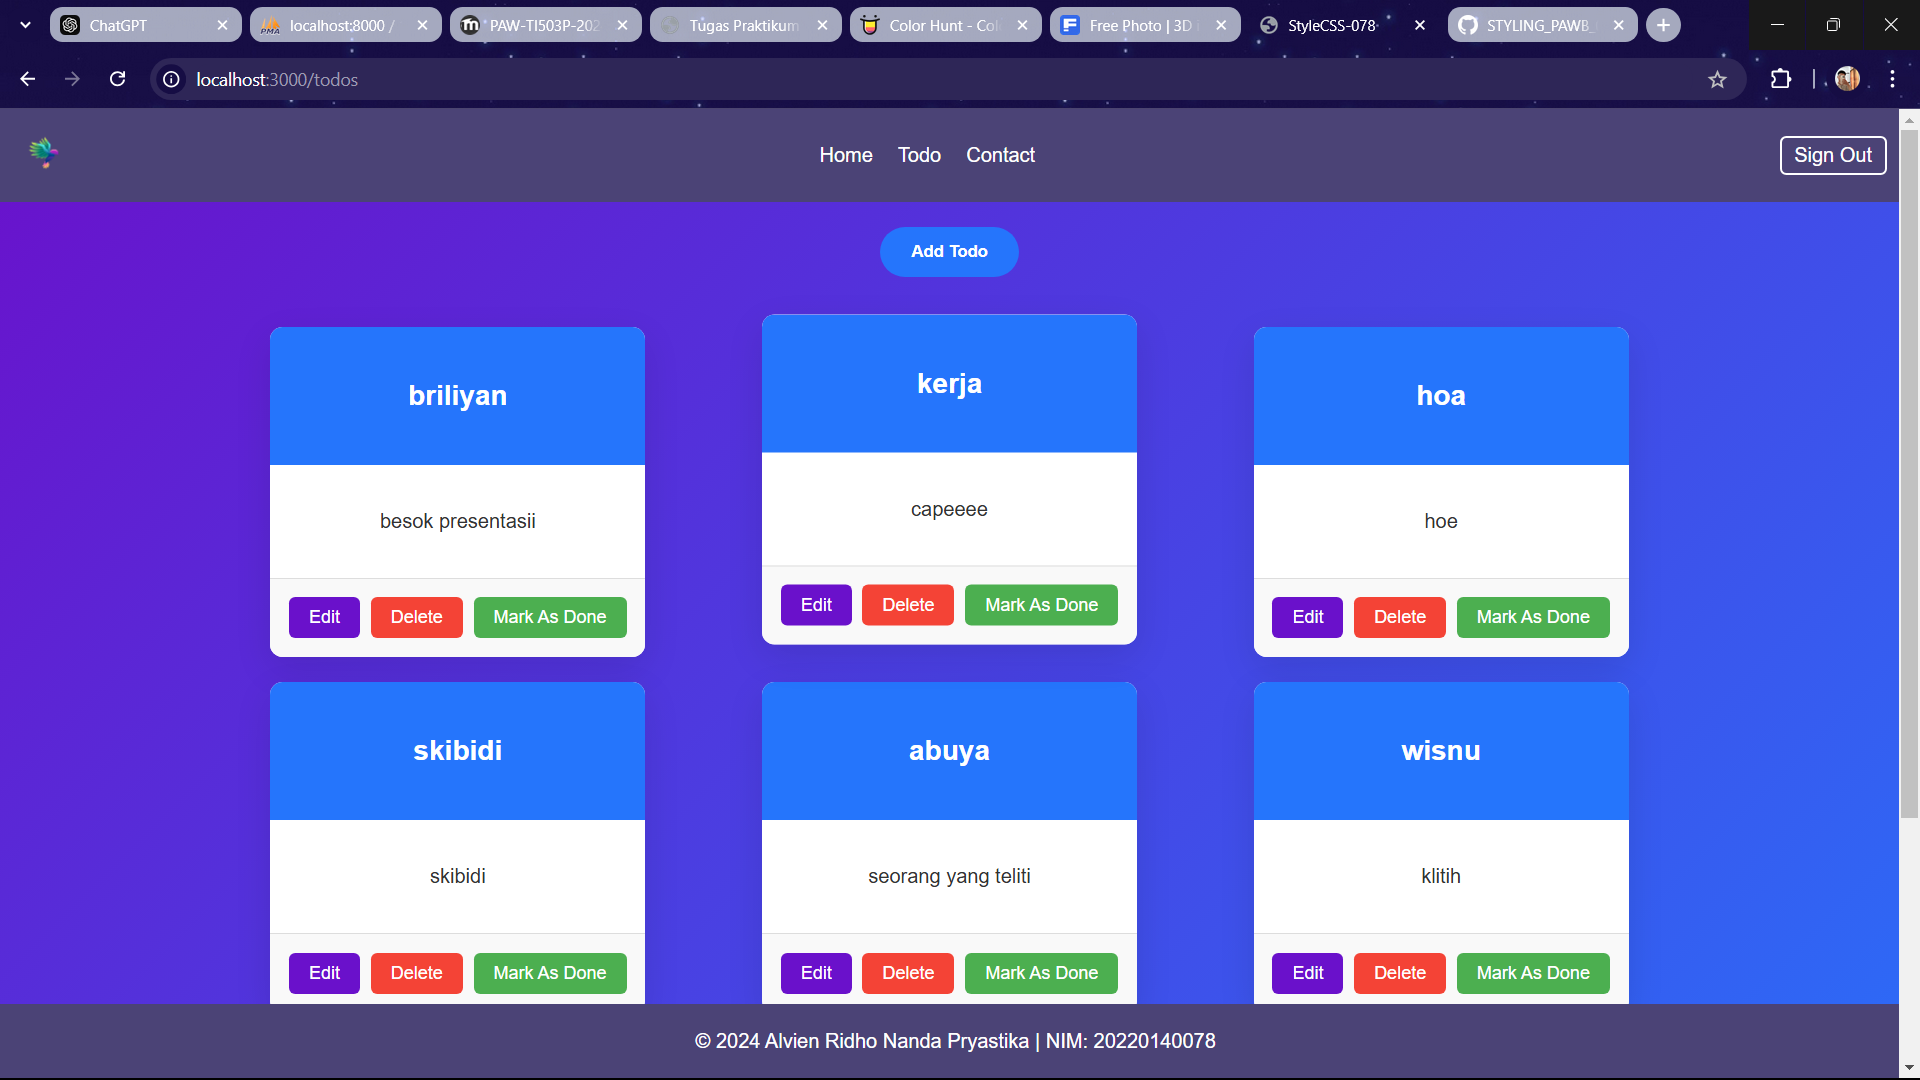 ChatGPT
localhost:8000 /
PAW-TI503P-202
Tugas Praktikum
Color Hunt - Col
Free Photo | 3D i
StyleCSS-078
STYLING_PAWB_
localhost:3000/todos
Home Todo Contact
Sign Out
Add Todo
briliyan
besok presentasii
Edit Delete Mark As Done
kerja
capeeee
Edit Delete Mark As Done
hoa
hoe
Edit Delete Mark As Done
skibidi
skibidi
Edit Delete Mark As Done
abuya
seorang yang teliti
Edit Delete Mark As Done
wisnu
klitih
Edit Delete Mark As Done
© 2024 Alvien Ridho Nanda Pryastika | NIM: 20220140078